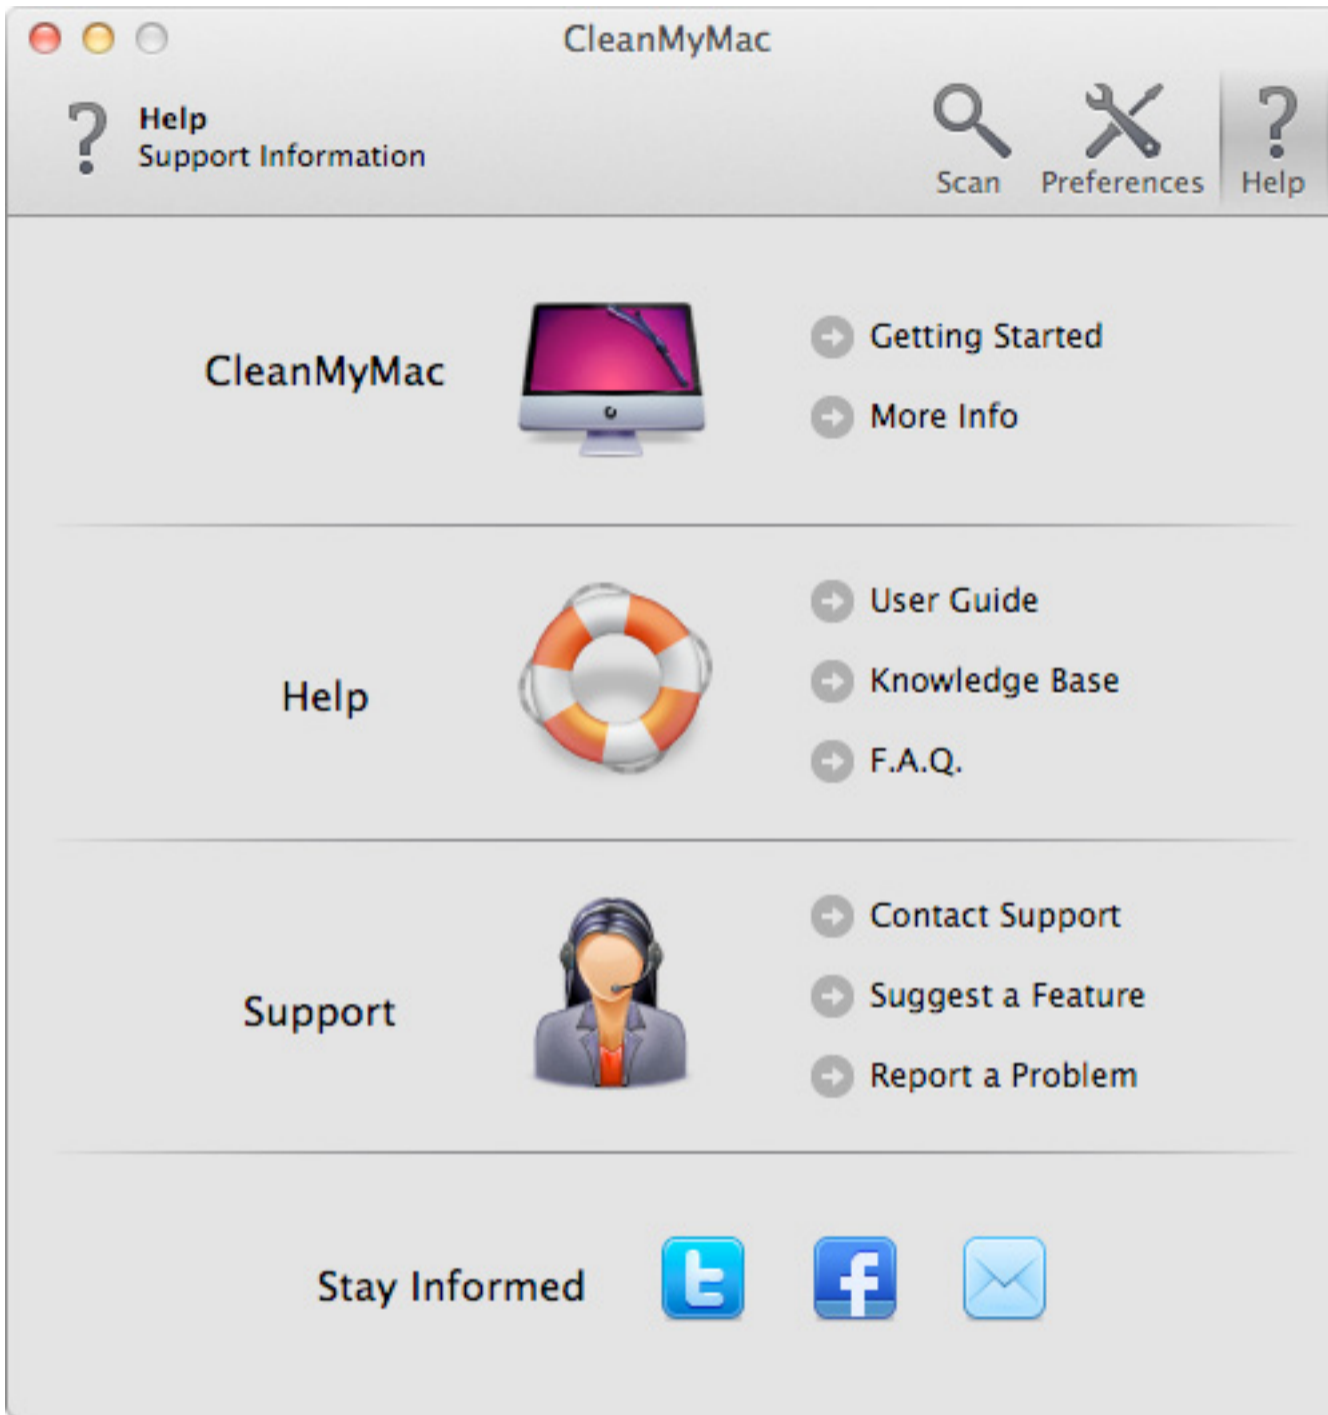 CleanMyMac
Help
Support Information
Scan
Preferences
Help
CleanMyMac
Getting Started
More Info
Help
User Guide
Knowledge Base
F.A.Q.
Support
Contact Support
Suggest a Feature
Report a Problem
Stay Informed